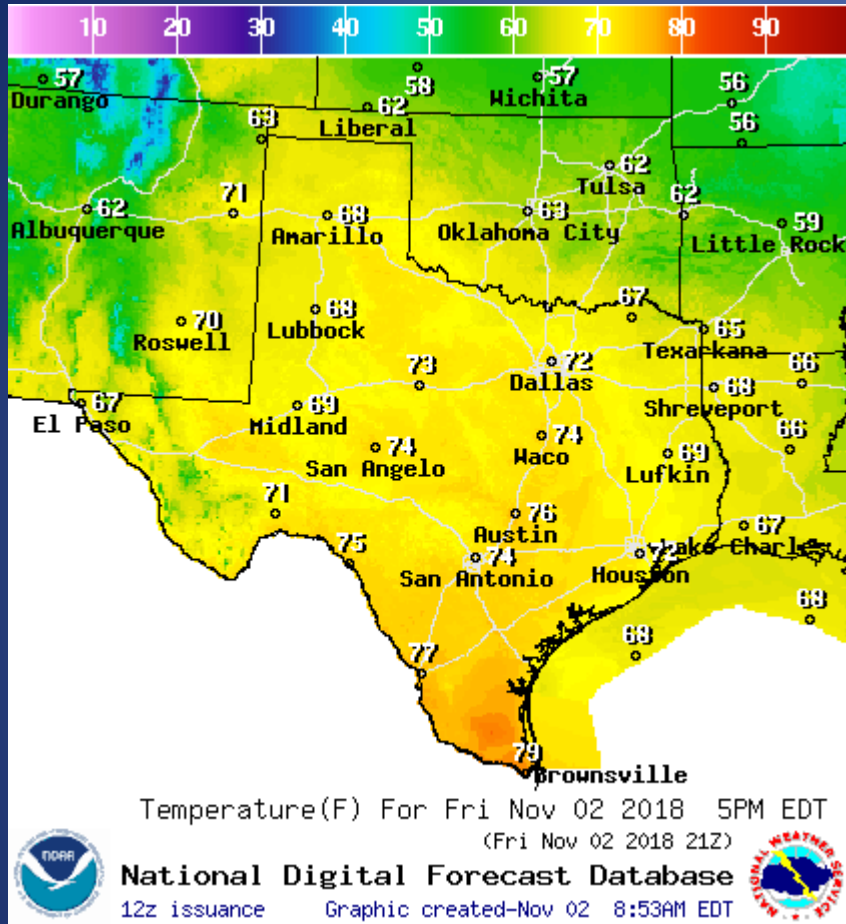 10 20 30 40 50 60 70 80 90
57
Durango
58
57
Wichita
56
62
Liberal
63
56
62
Tulsa
62
Albuquerque
71
68
Amarillo
63
Oklahoma City
62
59
Little Rock
70
Roswell
68
Lubbock
67
65
Texarkana
73
72
Dallas
68
Shreveport
66
67
El Paso
69
Midland
74
San Angelo
74
Waco
69
Lufkin
66
71
76
Austin
67
Lake Charles
75
74
San Antonio
72
Houston
68
68
77
79
Brownsville
Temperature(F) For Fri Nov 02 2018 5PM EDT
(Fri Nov 02 2018 21Z)
NOAA
National Digital Forecast Database
12z issuance Graphic created-Nov 02 8:53AM EDT
NATIONAL WEATHER SERVICE